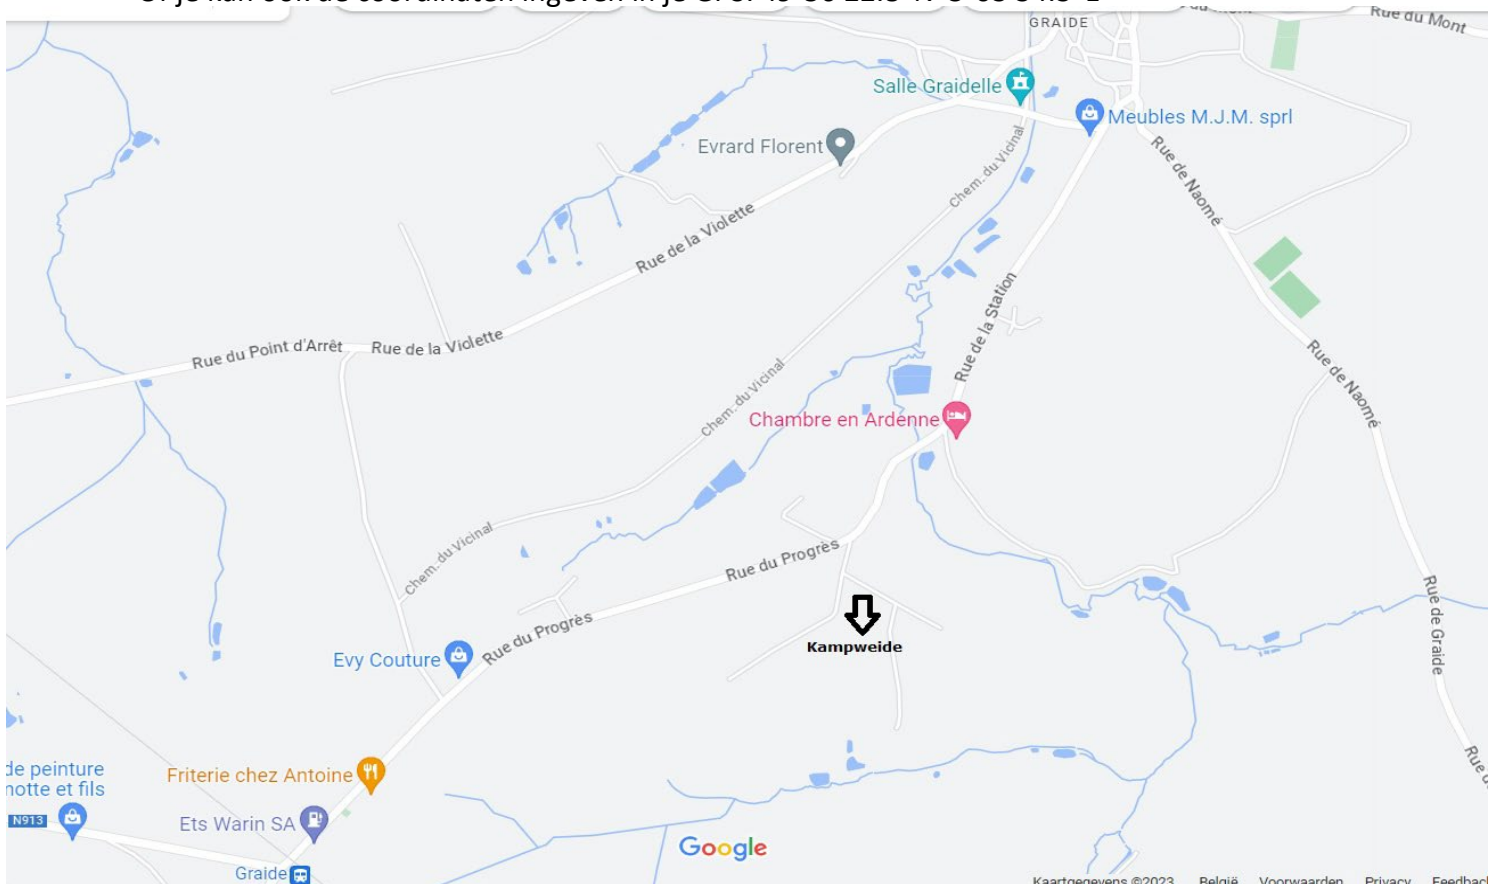 GRAIDE
Rue du Mont
Salle Graidelle
Meubles M.J.M. sprl
Evrard Florent
Chem. du Vicinal
Rue de Naomé
Rue de la Violette
Rue de la Station
Rue du Point d'Arrêt
Rue de la Violette
Rue de Naomé
Chem. du Vicinal
Chambre en Ardenne
Chem. du Vicinal
Rue du Progrès
Rue de Graide
Rue du Progrès
Kampweide
Evy Couture
de peinture
notte et fils
Friterie chez Antoine
N913
Ets Warin SA
Google
Graide
Kaartgegevens ©2023 België Voorwaarden Privacy Feedback